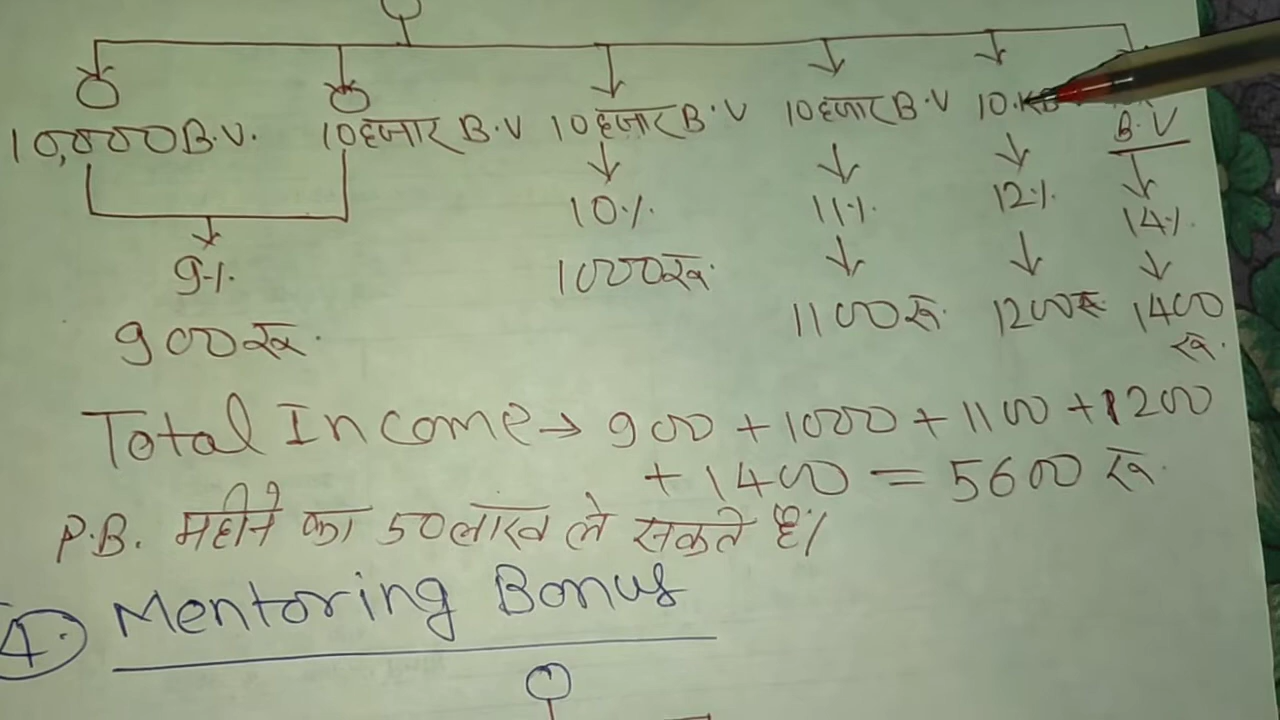 10,000 B.V. 10 हजार B.V 10 हजार B.V 10 हजार B.V 10.
B.V
10%. 11%. 12%. 14%.
9%.
1000 रू.
900 रू. 1100 रू. 1200 रू 1400
रू.
Total Income → 900 + 1000 + 1100 + 1200
+ 1400 = 5600 रू.
P.B. महीने का 50 लाख ले सकते है।
4. Mentoring Bonus